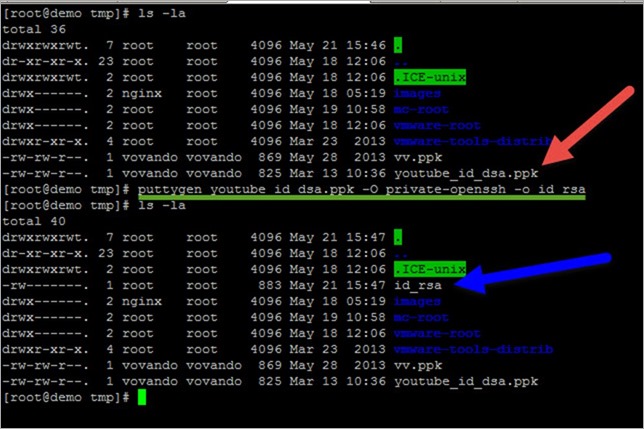 [root@demo tmp]# ls -la
total 36
drwxrwxrwt. 7 root root 4096 May 21 15:46 .
dr-xr-xr-x. 23 root root 4096 May 18 12:06 ..
drwxrwxrwt. 2 root root 4096 May 18 12:06 .ICE-unix
drwx------. 2 nginx root 4096 May 18 05:19 images
drwx------. 2 root root 4096 May 19 10:58 mc-root
drwx------. 2 root root 4096 May 18 12:06 vmware-root
drwxr-xr-x. 4 root root 4096 Mar 23 2013 vmware-tools-distrib
-rw-rw-r--. 1 vovando vovando 869 May 28 2013 vv.ppk
-rw-rw-r--. 1 vovando vovando 825 Mar 13 10:36 youtube_id_dsa.ppk
[root@demo tmp]# puttygen youtube_id_dsa.ppk -O private-openssh -o id_rsa
[root@demo tmp]# ls -la
total 40
drwxrwxrwt. 7 root root 4096 May 21 15:47 .
dr-xr-xr-x. 23 root root 4096 May 18 12:06 ..
drwxrwxrwt. 2 root root 4096 May 18 12:06 .ICE-unix
-rw-------. 1 root root 883 May 21 15:47 id_rsa
drwx------. 2 nginx root 4096 May 18 05:19 images
drwx------. 2 root root 4096 May 19 10:58 mc-root
drwx------. 2 root root 4096 May 18 12:06 vmware-root
drwxr-xr-x. 4 root root 4096 Mar 23 2013 vmware-tools-distrib
-rw-rw-r--. 1 vovando vovando 869 May 28 2013 vv.ppk
-rw-rw-r--. 1 vovando vovando 825 Mar 13 10:36 youtube_id_dsa.ppk
[root@demo tmp]#